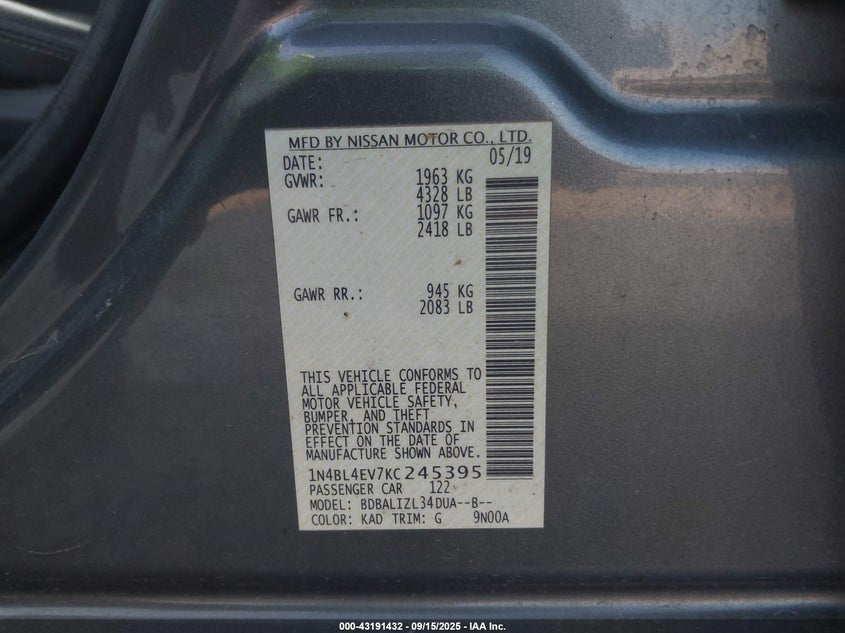 MFD BY NISSAN MOTOR CO., LTD.
DATE: 05/19
GVWR: 1963 KG
4328 LB
GAWR FR.: 1097 KG
2418 LB
GAWR RR.: 945 KG
2083 LB
THIS VEHICLE CONFORMS TO
ALL APPLICABLE FEDERAL
MOTOR VEHICLE SAFETY,
BUMPER, AND THEFT
PREVENTION STANDARDS IN
EFFECT ON THE DATE OF
MANUFACTURE SHOWN ABOVE.
1N4BL4EV7KC245395
PASSENGER CAR 122
MODEL: BDBALIZL34DUA--B--
COLOR: KAD TRIM: G 9N00A
000-43191432 - 09/15/2025 - IAA Inc.